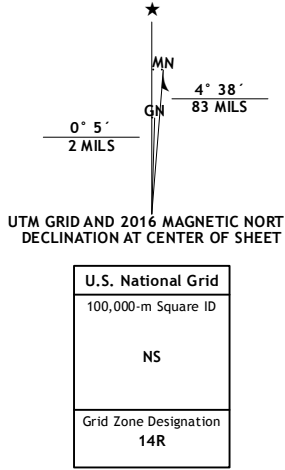 MN
4° 38´
83 MILS
GN
0° 5´
2 MILS
UTM GRID AND 2016 MAGNETIC NORT
DECLINATION AT CENTER OF SHEET
U.S. National Grid
100,000-m Square ID
NS
Grid Zone Designation
14R